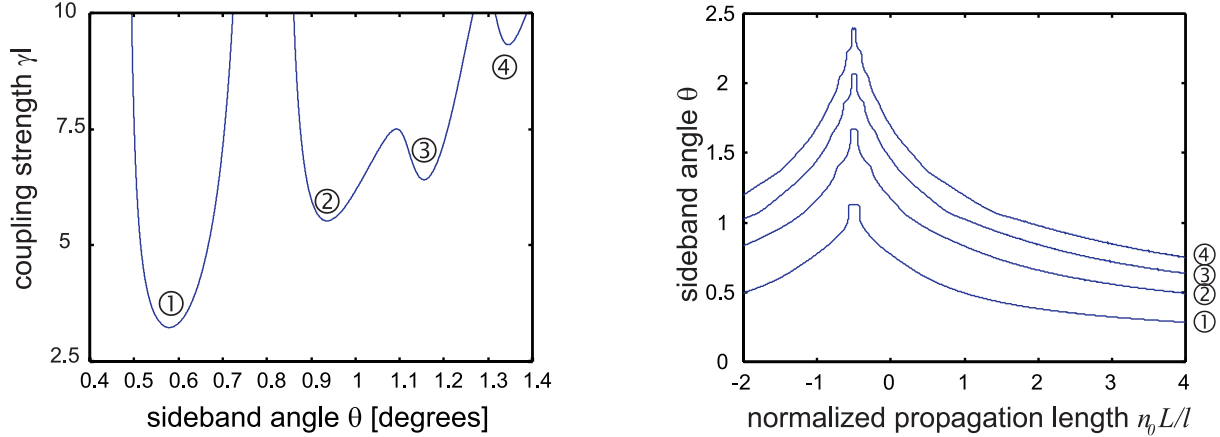 10
7.5
5
2.5
coupling strength γl
① ② ③ ④
0.4 0.5 0.6 0.7 0.8 0.9 1 1.1 1.2 1.3 1.4
sideband angle θ [degrees]
2.5
2
1.5
1
0.5
0
sideband angle θ
④
③
②
①
-2 -1 0 1 2 3 4
normalized propagation length n₀L/l